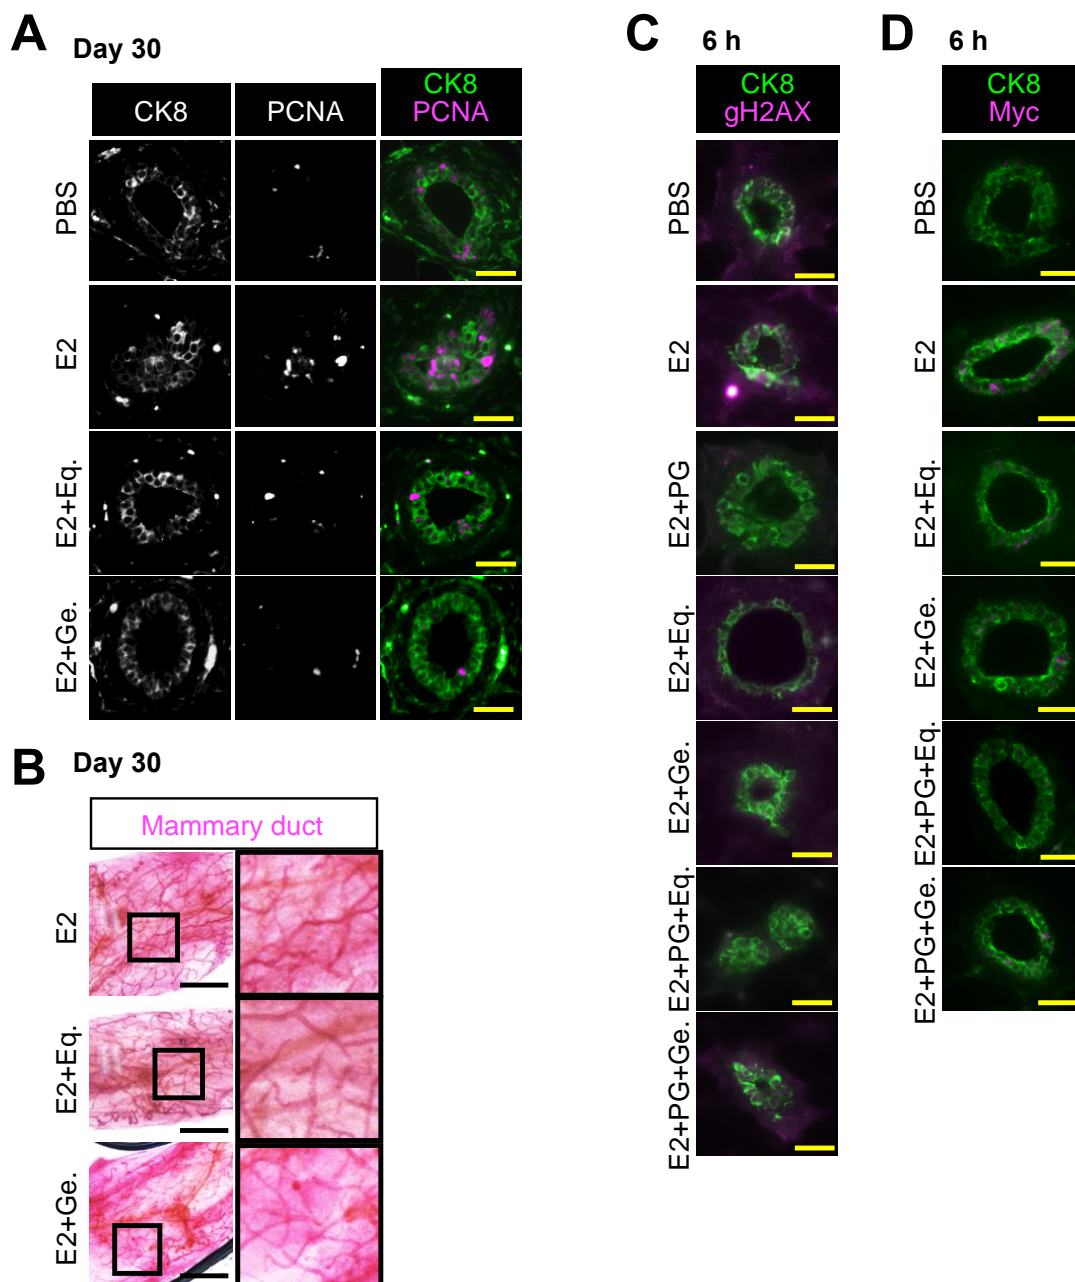 A
Day 30
CK8
PCNA
CK8
PCNA
PBS
E2
E2+Eq.
E2+Ge.
B
Day 30
Mammary duct
E2
E2+Eq.
E2+Ge.
C
6 h
CK8
gH2AX
PBS
E2
E2+PG
E2+Eq.
E2+Ge.
E2+PG+Eq.
E2+PG+Ge.
D
6 h
CK8
Myc
PBS
E2
E2+Eq.
E2+Ge.
E2+PG+Eq.
E2+PG+Ge.